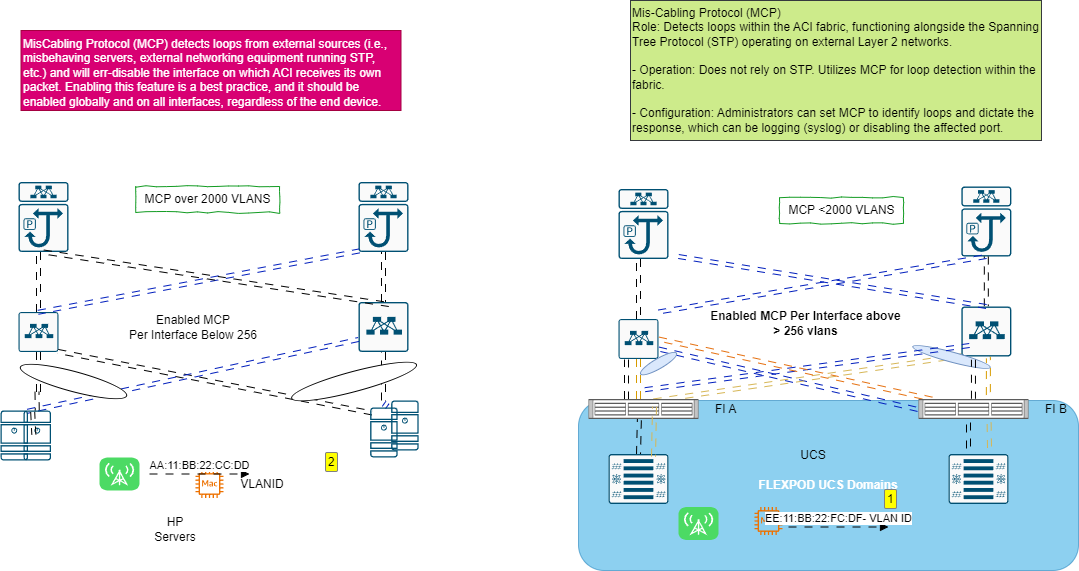 MisCabling Protocol (MCP) detects loops from external sources (i.e.,
misbehaving servers, external networking equipment running STP,
etc.) and will err-disable the interface on which ACI receives its own
packet. Enabling this feature is a best practice, and it should be
enabled globally and on all interfaces, regardless of the end device.
Mis-Cabling Protocol (MCP)
Role: Detects loops within the ACI fabric, functioning alongside the Spanning
Tree Protocol (STP) operating on external Layer 2 networks.
- Operation: Does not rely on STP. Utilizes MCP for loop detection within the
fabric.
- Configuration: Administrators can set MCP to identify loops and dictate the
response, which can be logging (syslog) or disabling the affected port.
MCP over 2000 VLANS
P
P
Enabled MCP
Per Interface Below 256
AA:11:BB:22:CC:DD
Mac
VLANID
2
HP
Servers
MCP <2000 VLANS
P
P
Enabled MCP Per Interface above
> 256 vlans
FI A
FI B
UCS
FLEXPOD UCS Domains
1
EE:11:BB:22:FC:DF- VLAN ID